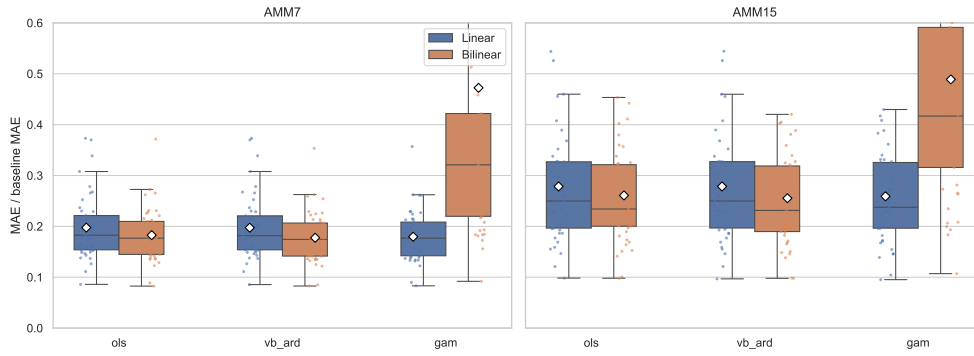 AMM7
AMM15
MAE / baseline MAE
0.6
0.5
0.4
0.3
0.2
0.1
0.0
Linear
Bilinear
ols
vb_ard
gam
ols
vb_ard
gam